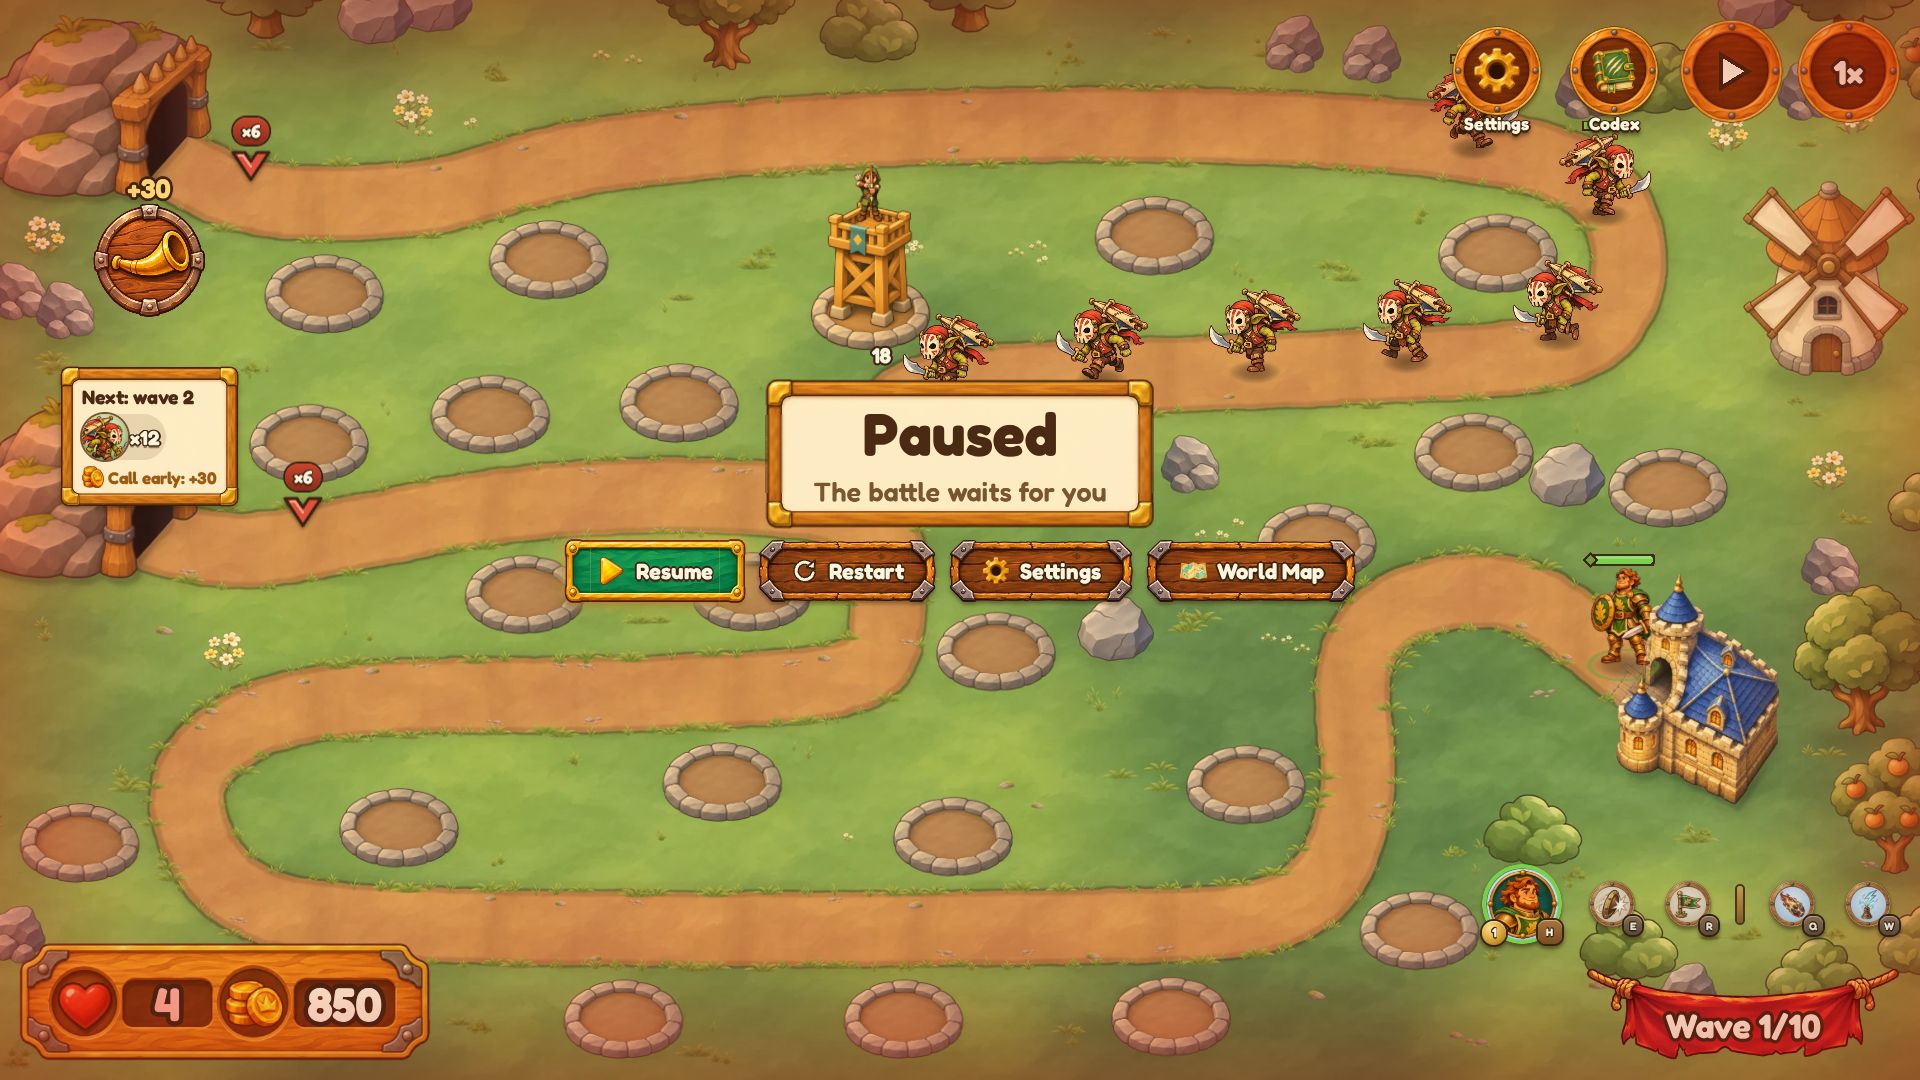 Settings
Codex
1x
x6
+30
18
Next: wave 2
x12
Call early: +30
x6
Paused
The battle waits for you
Resume
Restart
Settings
World Map
1
H
E
R
Q
W
4
850
Wave 1/10